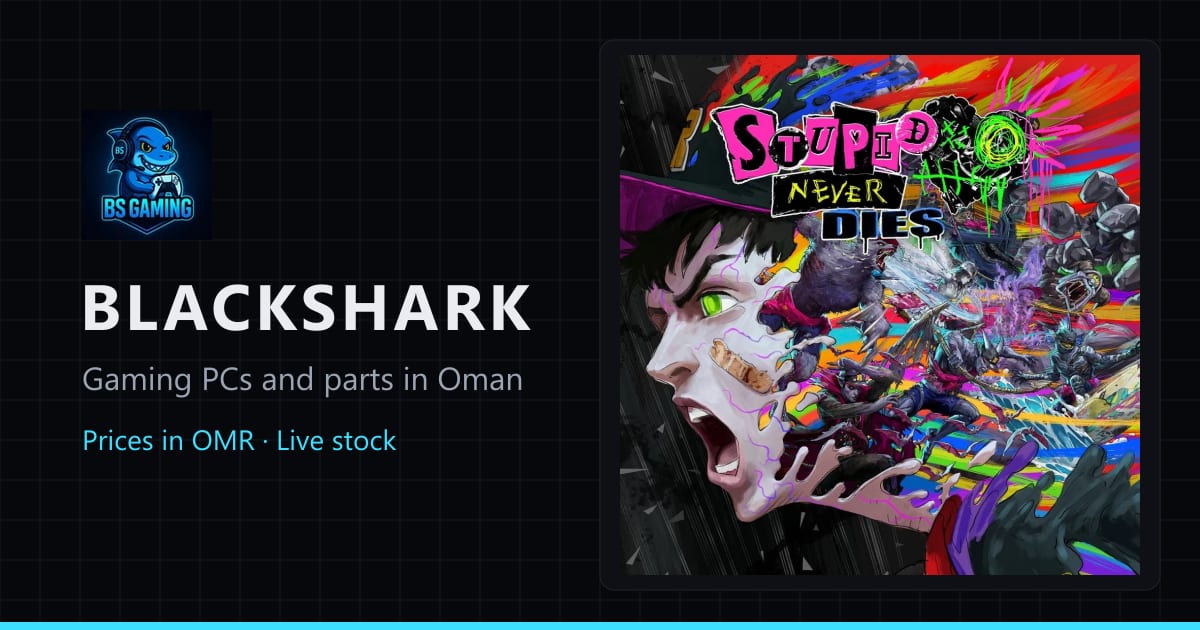 BS
BS GAMING
BLACKSHARK
Gaming PCs and parts in Oman
Prices in OMR · Live stock
STUPID
NEVER
DIES